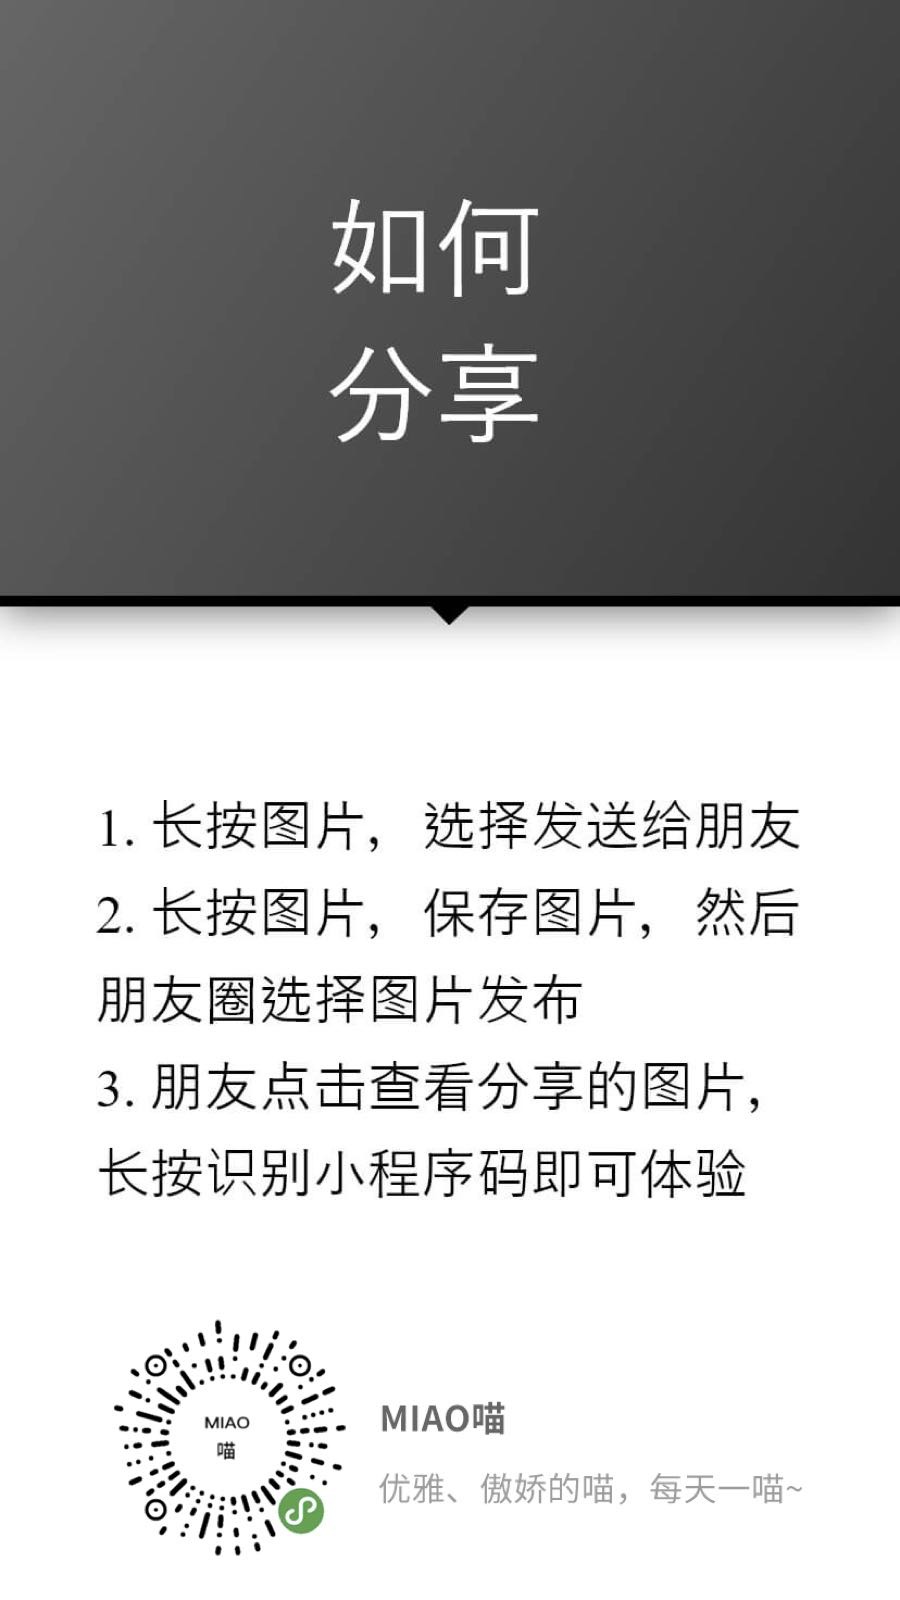 如何
分享
1. 长按图片，选择发送给朋友
2. 长按图片，保存图片，然后
朋友圈选择图片发布
3. 朋友点击查看分享的图片，
长按识别小程序码即可体验
MIAO
喵
MIAO喵
优雅、傲娇的喵，每天一喵~